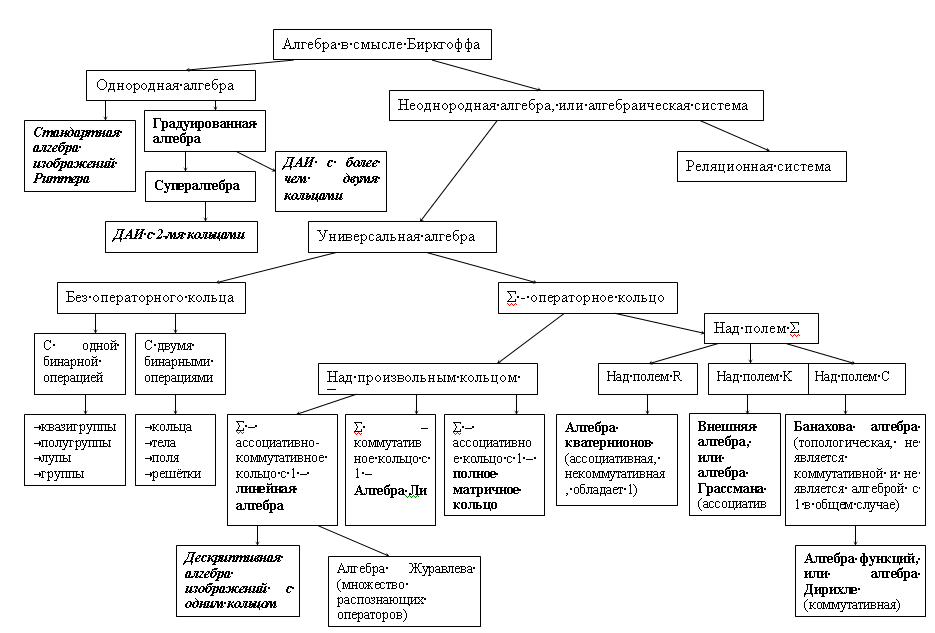 Алгебра в смысле Биркгоффа
Однородная алгебра
Неоднородная алгебра, или алгебраическая система
Стандартная
алгебра
изображений
Риттера
Градуированная
алгебра
ДАИ с более
чем двумя
кольцами
Реляционная система
Супералгебра
ДАИ с 2-мя кольцами
Универсальная алгебра
Без операторного кольца
Σ - операторное кольцо
С одной
бинарной
операцией
С двумя
бинарными
операциями
Над полем Σ
Над произвольным кольцом
Над полем R
Над полем K
Над полем C
→квазигруппы
→полугруппы
→лупы
→группы
→кольца
→тела
→поля
→решётки
Σ –
ассоциативно-
коммутативное
кольцо с 1 –
линейная
алгебра
Σ –
коммутатив
ное кольцо с
1 –
Алгебра Ли
Σ –
ассоциативно
е кольцо с 1 –
полное
матричное
кольцо
Алгебра
кватернионов
(ассоциативная,
некоммутативная
, обладает 1)
Внешняя
алгебра,
или
алгебра
Грассмана
(ассоциатив
Банахова алгебра
(топологическая, не
является
коммутативной и не
является алгеброй с
1 в общем случае)
Дескриптивная
алгебра
изображений с
одним кольцом
Алгебра Журавлева
(множество
распознающих
операторов)
Алгебра функций,
или алгебра
Дирихле
(коммутативная)